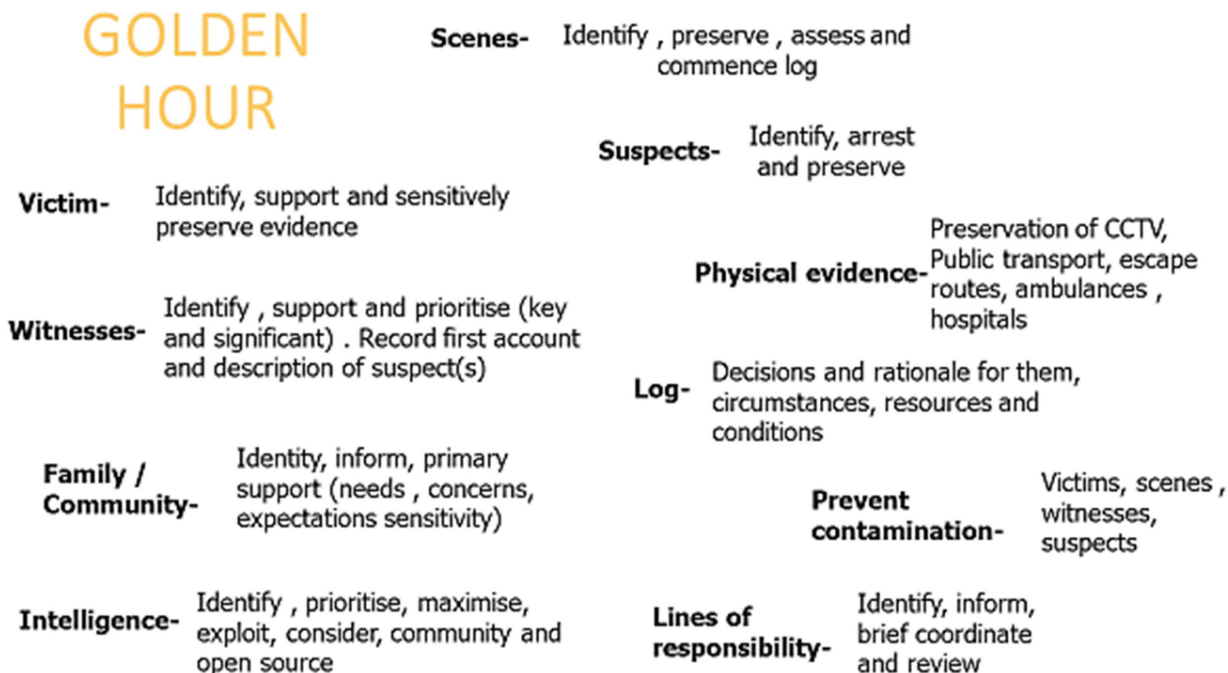 GOLDEN
HOUR
Scenes- Identify , preserve , assess and
commence log
Suspects- Identify, arrest
and preserve
Victim- Identify, support and sensitively
preserve evidence
Physical evidence- Preservation of CCTV,
Public transport, escape
routes, ambulances ,
hospitals
Witnesses- Identify , support and prioritise (key
and significant) . Record first account
and description of suspect(s)
Log- Decisions and rationale for them,
circumstances, resources and
conditions
Family /
Community-
Identity, inform, primary
support (needs , concerns,
expectations sensitivity)
Prevent
contamination-
Victims, scenes ,
witnesses,
suspects
Intelligence- Identify , prioritise, maximise,
exploit, consider, community and
open source
Lines of
responsibility-
Identify, inform,
brief coordinate
and review